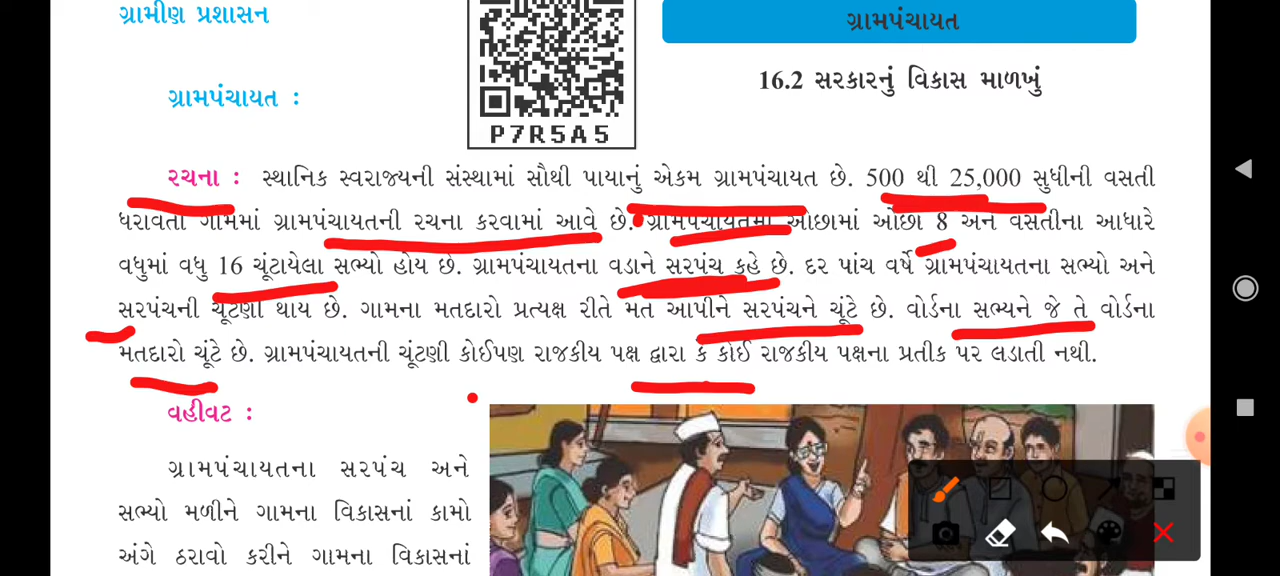 ગ્રામીણ પ્રશાસન
ગ્રામપંચાયત
16.2 સરકારનું વિકાસ માળખું
ગ્રામપંચાયત :
P7R5A5
રચના : સ્થાનિક સ્વરાજ્યની સંસ્થામાં સૌથી પાયાનું એકમ ગ્રામપંચાયત છે. 500 થી 25,000 સુધીની વસતી
ધરાવતા ગામમાં ગ્રામપંચાયતની રચના કરવામાં આવે છે. ગ્રામપંચાયતમાં ઓછામાં ઓછા 8 અને વસતીના આધારે
વધુમાં વધુ 16 ચૂંટાયેલા સભ્યો હોય છે. ગ્રામપંચાયતના વડાને સરપંચ કહે છે. દર પાંચ વર્ષે ગ્રામપંચાયતના સભ્યો અને
સરપંચની ચૂંટણી થાય છે. ગામના મતદારો પ્રત્યક્ષ રીતે મત આપીને સરપંચને ચૂંટે છે. વોર્ડના સભ્યને જે તે વોર્ડના
મતદારો ચૂંટે છે. ગ્રામપંચાયતની ચૂંટણી કોઈપણ રાજકીય પક્ષ દ્વારા કે કોઈ રાજકીય પક્ષના પ્રતીક પર લડાતી નથી.
વહીવટ :
ગ્રામપંચાયતના સરપંચ અને
સભ્યો મળીને ગામના વિકાસનાં કામો
અંગે ઠરાવો કરીને ગામના વિકાસનાં